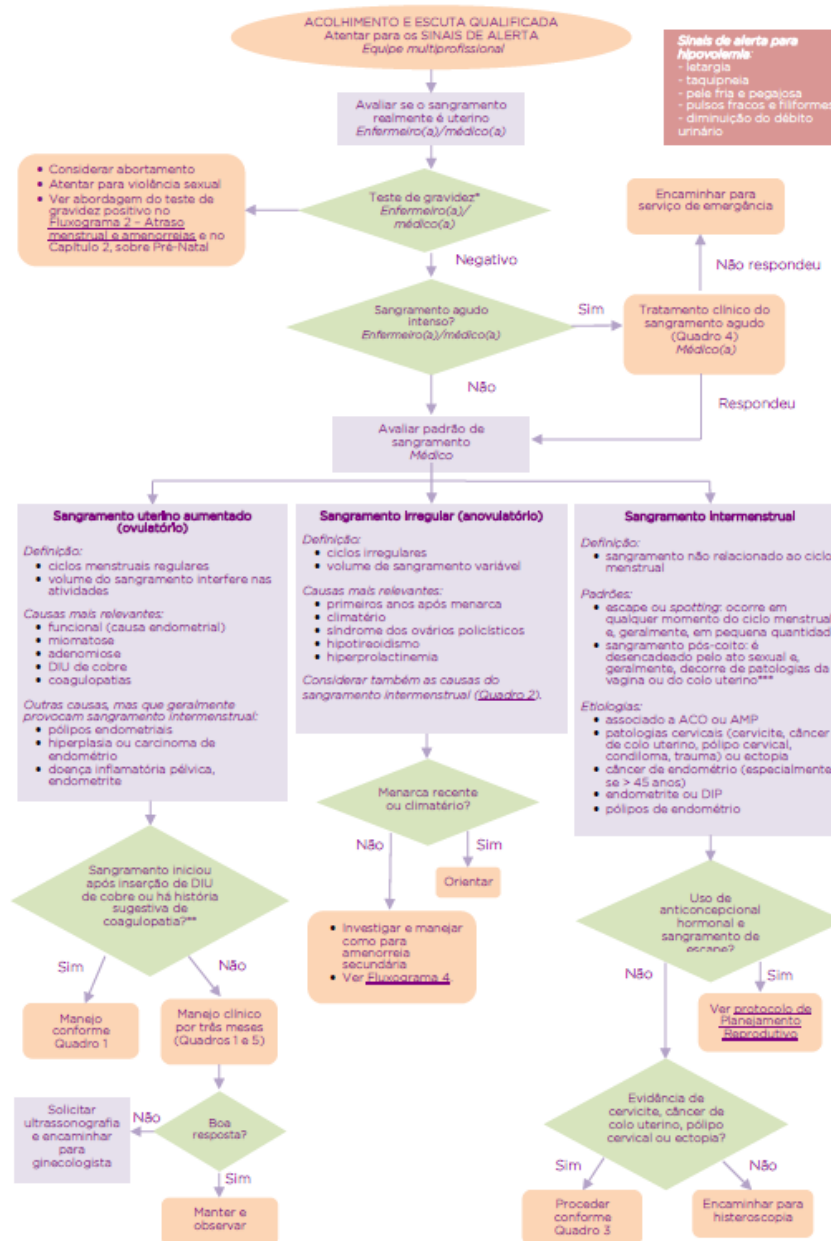 ACOLHIMENTO E ESCUTA QUALIFICADA
Atentar para os SINAIS DE ALERTA
Equipe multiprofissional
Sinais de alerta para
hipovolemia:
- letargia
- taquipneia
- pele fria e pegajosa
- pulsos fracos e filiformes
- diminuição do débito
urinário
Avaliar se o sangramento
realmente é uterino
Enfermeiro(a)/médico(a)
• Considerar abortamento
• Atentar para violência sexual
• Ver abordagem do teste de
gravidez positivo no
Fluxograma 2 – Atraso
menstrual e amenorreias e no
Capítulo 2, sobre Pré-Natal
Teste de gravidez*
Enfermeiro(a)/
médico(a)
Encaminhar para
serviço de emergência
Negativo
Não respondeu
Sangramento agudo
intenso?
Enfermeiro(a)/médico(a)
Sim
Tratamento clínico do
sangramento agudo
(Quadro 4)
Médico(a)
Não
Respondeu
Avaliar padrão de
sangramento
Médico
Sangramento uterino aumentado
(ovulatório)
Definição:
• ciclos menstruais regulares
• volume do sangramento interfere nas
atividades
Causas mais relevantes:
• funcional (causa endometrial)
• miomatose
• adenomiose
• DIU de cobre
• coagulopatias
Outras causas, mas que geralmente
provocam sangramento intermenstrual:
• pólipos endometriais
• hiperplasia ou carcinoma de
endométrio
• doença inflamatória pélvica,
endometrite
Sangramento irregular (anovulatório)
Definição:
• ciclos irregulares
• volume de sangramento variável
Causas mais relevantes:
• primeiros anos após menarca
• climatério
• síndrome dos ovários policísticos
• hipotireoidismo
• hiperprolactinemia
Considerar também as causas do
sangramento intermenstrual (Quadro 2).
Sangramento intermenstrual
Definição:
• sangramento não relacionado ao ciclo
menstrual
Padrões:
• escape ou spotting: ocorre em
qualquer momento do ciclo menstrual
e, geralmente, em pequena quantidad
• sangramento pós-coito: é
desencadeado pelo ato sexual e,
geralmente, decorre de patologias da
vagina ou do colo uterino***
Etiologias:
• associado a ACO ou AMP
• patologias cervicais (cervicite, câncer
de colo uterino, pólipo cervical,
condiloma, trauma) ou ectopia
• câncer de endométrio (especialmente
se > 45 anos)
• endometrite ou DIP
• pólipos de endométrio
Sangramento iniciou
após inserção de DIU
de cobre ou há história
sugestiva de
coagulopatia?**
Sim
Não
Manejo
conforme
Quadro 1
Manejo clínico
por três meses
(Quadros 1 e 5)
Solicitar
ultrassonografia
e encaminhar
para
ginecologista
Não
Boa
resposta?
Sim
Manter e
observar
Menarca recente
ou climatério?
Não
Sim
Orientar
• Investigar e manejar
como para
amenorreia
secundária
• Ver Fluxograma 4.
Uso de
anticoncepcional
hormonal e
sangramento de
escape?
Não
Sim
Ver protocolo de
Planejamento
Reprodutivo
Evidência de
cervicite, câncer de
colo uterino, pólipo
cervical ou ectopia?
Sim
Não
Proceder
conforme
Quadro 3
Encaminhar para
histeroscopia